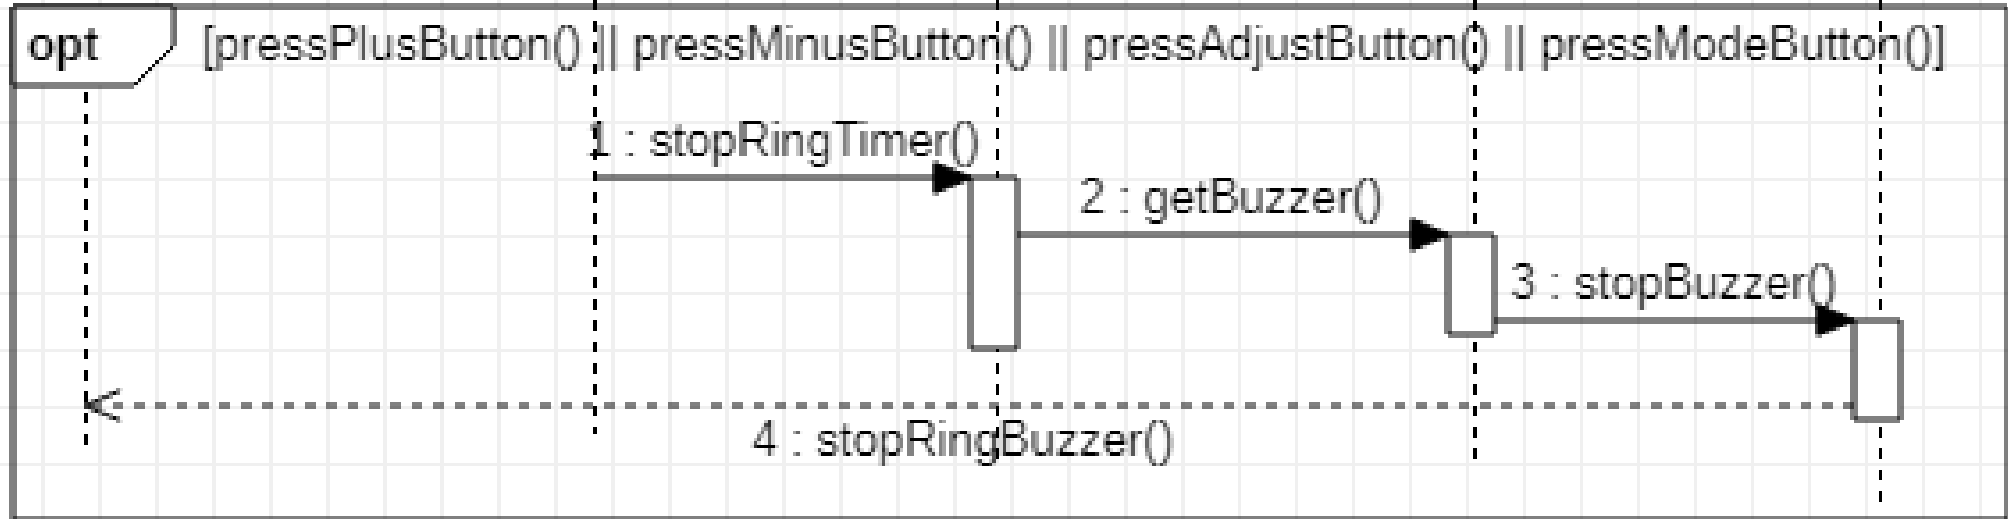 opt [pressPlusButton() || pressMinusButton() || pressAdjustButton() || pressModeButton()]
1 : stopRingTimer()
2 : getBuzzer()
3 : stopBuzzer()
4 : stopRingBuzzer()